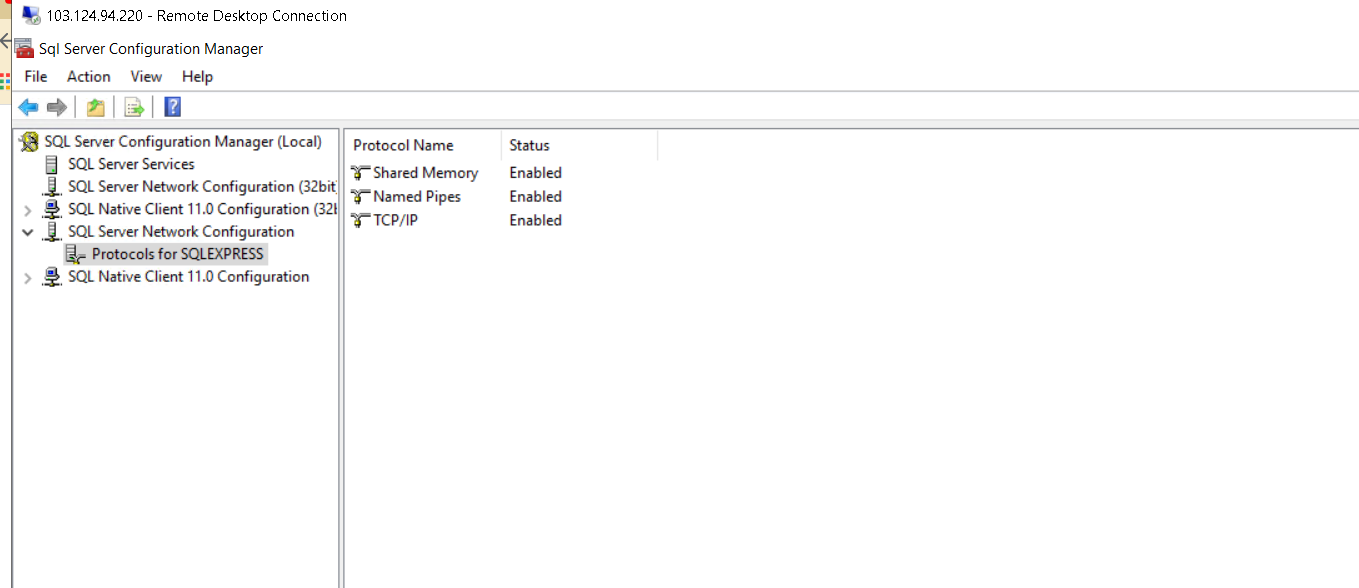 103.124.94.220 - Remote Desktop Connection
Sql Server Configuration Manager
File Action View Help
SQL Server Configuration Manager (Local)
SQL Server Services
SQL Server Network Configuration (32bit
SQL Native Client 11.0 Configuration (32
SQL Server Network Configuration
Protocols for SQLEXPRESS
SQL Native Client 11.0 Configuration
Protocol Name Status
Shared Memory Enabled
Named Pipes Enabled
TCP/IP Enabled